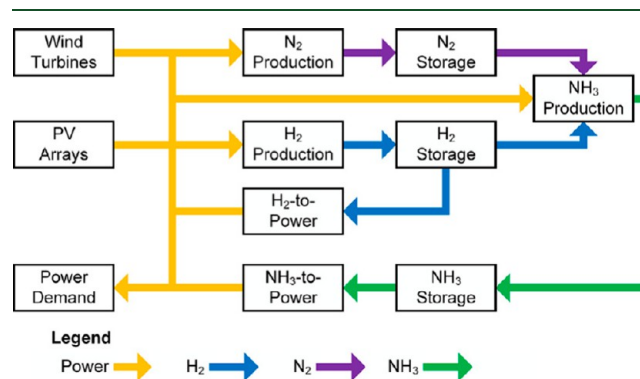 Wind
Turbines
N₂
Production
N₂
Storage
NH₃
Production
PV
Arrays
H₂
Production
H₂
Storage
H₂-to-
Power
Power
Demand
NH₃-to-
Power
NH₃
Storage
Legend
Power
H₂
N₂
NH₃